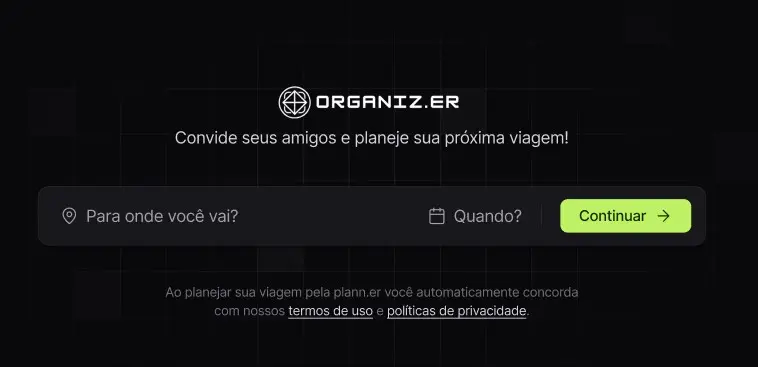 ORGANIZ.ER
Convide seus amigos e planeje sua próxima viagem!
Para onde você vai? Quando? Continuar
Ao planejar sua viagem pela plann.er você automaticamente concorda
com nossos termos de uso e políticas de privacidade.